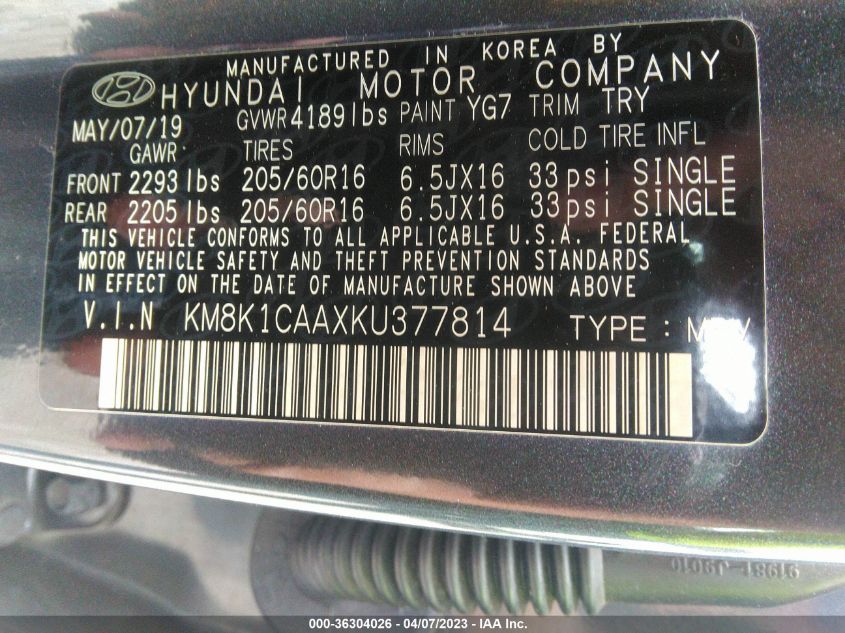 MANUFACTURED IN KOREA BY
HYUNDAI MOTOR COMPANY
MAY/07/19 GVWR 4189 lbs PAINT YG7 TRIM TRY
GAWR: TIRES RIMS COLD TIRE INFL
FRONT 2293 lbs 205/60R16 6.5JX16 33 psi SINGLE
REAR 2205 lbs 205/60R16 6.5JX16 33 psi SINGLE
THIS VEHICLE CONFORMS TO ALL APPLICABLE U.S.A. FEDERAL
MOTOR VEHICLE SAFETY AND THEFT PREVENTION STANDARDS
IN EFFECT ON THE DATE OF MANUFACTURE SHOWN ABOVE
V.I.N KM8K1CAAXKU377814 TYPE : MPV
91981-J9010
000-36304026 - 04/07/2023 - IAA Inc.